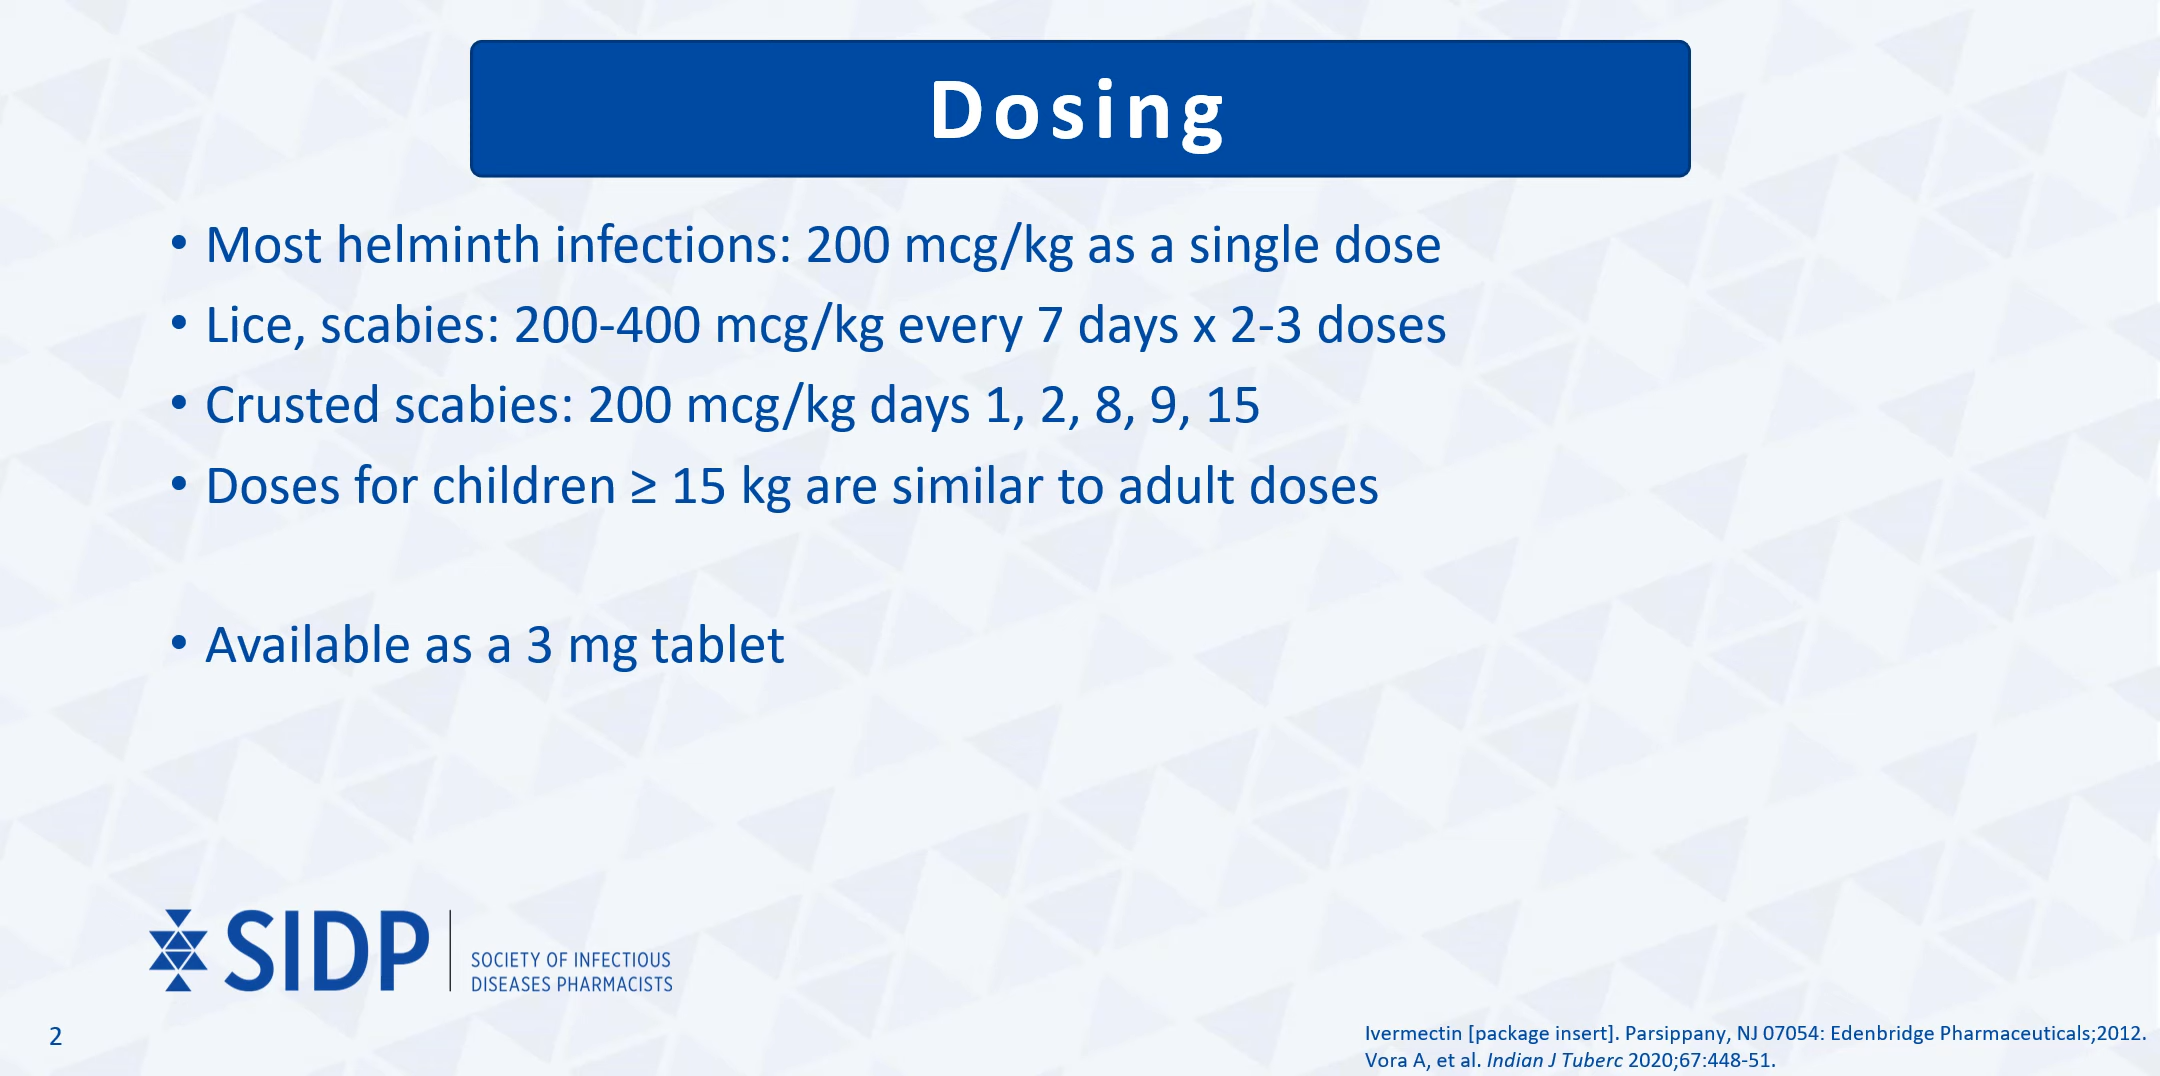 Dosing
• Most helminth infections: 200 mcg/kg as a single dose
• Lice, scabies: 200-400 mcg/kg every 7 days x 2-3 doses
• Crusted scabies: 200 mcg/kg days 1, 2, 8, 9, 15
• Doses for children ≥ 15 kg are similar to adult doses
• Available as a 3 mg tablet
SIDP
SOCIETY OF INFECTIOUS
DISEASES PHARMACISTS
2
Ivermectin [package insert]. Parsippany, NJ 07054: Edenbridge Pharmaceuticals;2012.
Vora A, et al. Indian J Tuberc 2020;67:448-51.